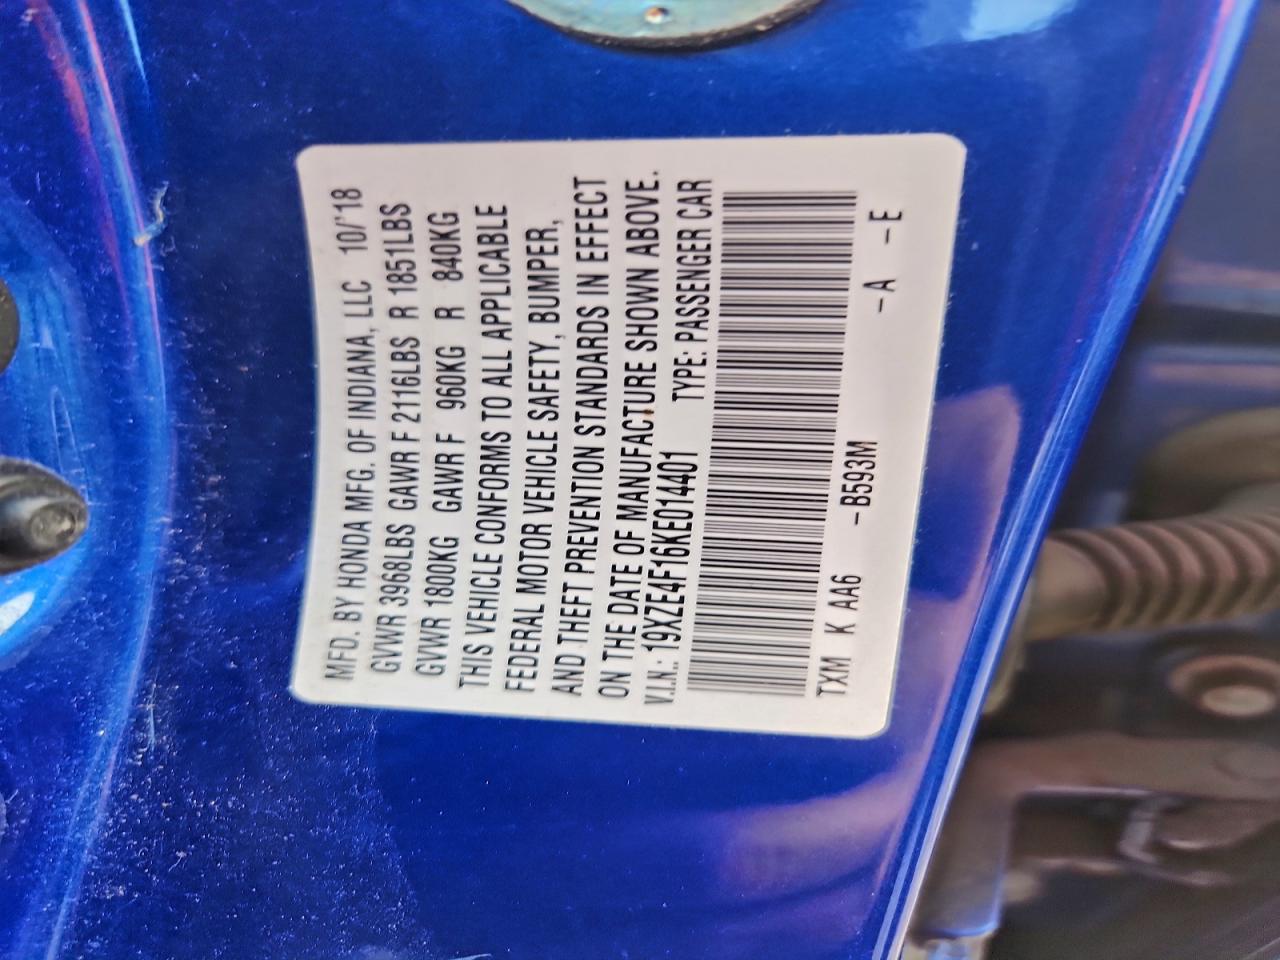 MFD. BY HONDA MFG. OF INDIANA, LLC 10/'18
GVWR 3968LBS GAWR F 2116LBS R 1851LBS
GVWR 1800KG GAWR F 960KG R 840KG
THIS VEHICLE CONFORMS TO ALL APPLICABLE
FEDERAL MOTOR VEHICLE SAFETY, BUMPER,
AND THEFT PREVENTION STANDARDS IN EFFECT
ON THE DATE OF MANUFACTURE SHOWN ABOVE.
V.I.N.: 19XZE4F16KE014401 TYPE: PASSENGER CAR
TXM K AA6 -B593M -A -E